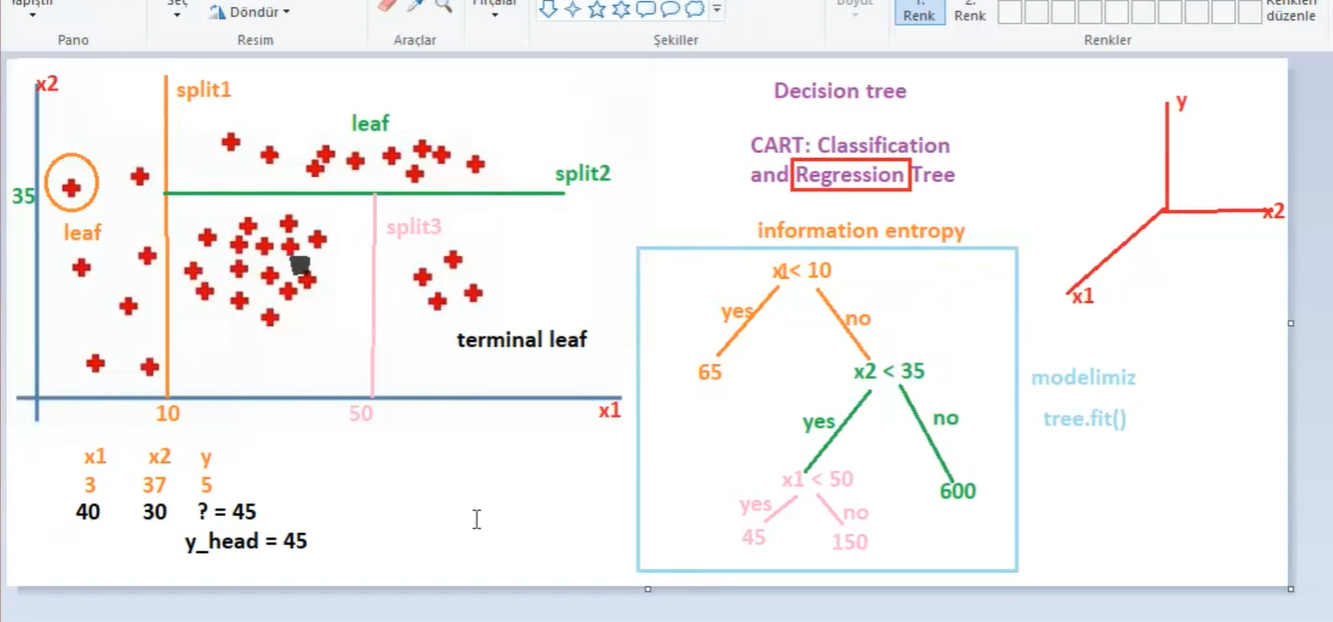 Seç
Döndür
Boyut
1.
Renk
2.
Renk
Renkleri
düzenle
Pano
Resim
Araçlar
Şekiller
Renkler
x2
split1
leaf
split2
35
leaf
split3
terminal leaf
10
50
x1
x1 x2 y
3 37 5
40 30 ? = 45
y_head = 45
Decision tree
CART: Classification
and Regression Tree
information entropy
x1< 10
yes
no
65
x2 < 35
yes
no
x1 < 50
600
yes
no
45
150
modelimiz
tree.fit()
y
x2
x1